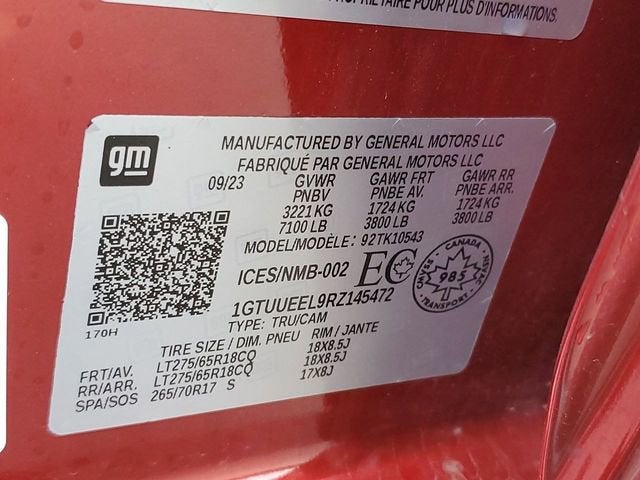 PROPRIÉTAIRE POUR PLUS D'INFORMATIONS.
gm
MANUFACTURED BY GENERAL MOTORS LLC
FABRIQUÉ PAR GENERAL MOTORS LLC
09/23 GVWR GAWR FRT GAWR RR
PNBV PNBE AV. PNBE ARR.
3221 KG 1724 KG 1724 KG
7100 LB 3800 LB 3800 LB
MODEL/MODÈLE: 92TK10543
ICES/NMB-002 EC
CANADA
985
TRANSPORT
1GTUUEEL9RZ145472
TYPE: TRU/CAM
170H
TIRE SIZE / DIM. PNEU RIM / JANTE
FRT/AV. LT275/65R18CQ 18X8.5J
RR/ARR. LT275/65R18CQ 18X8.5J
SPA/SOS 265/70R17 S 17X8J